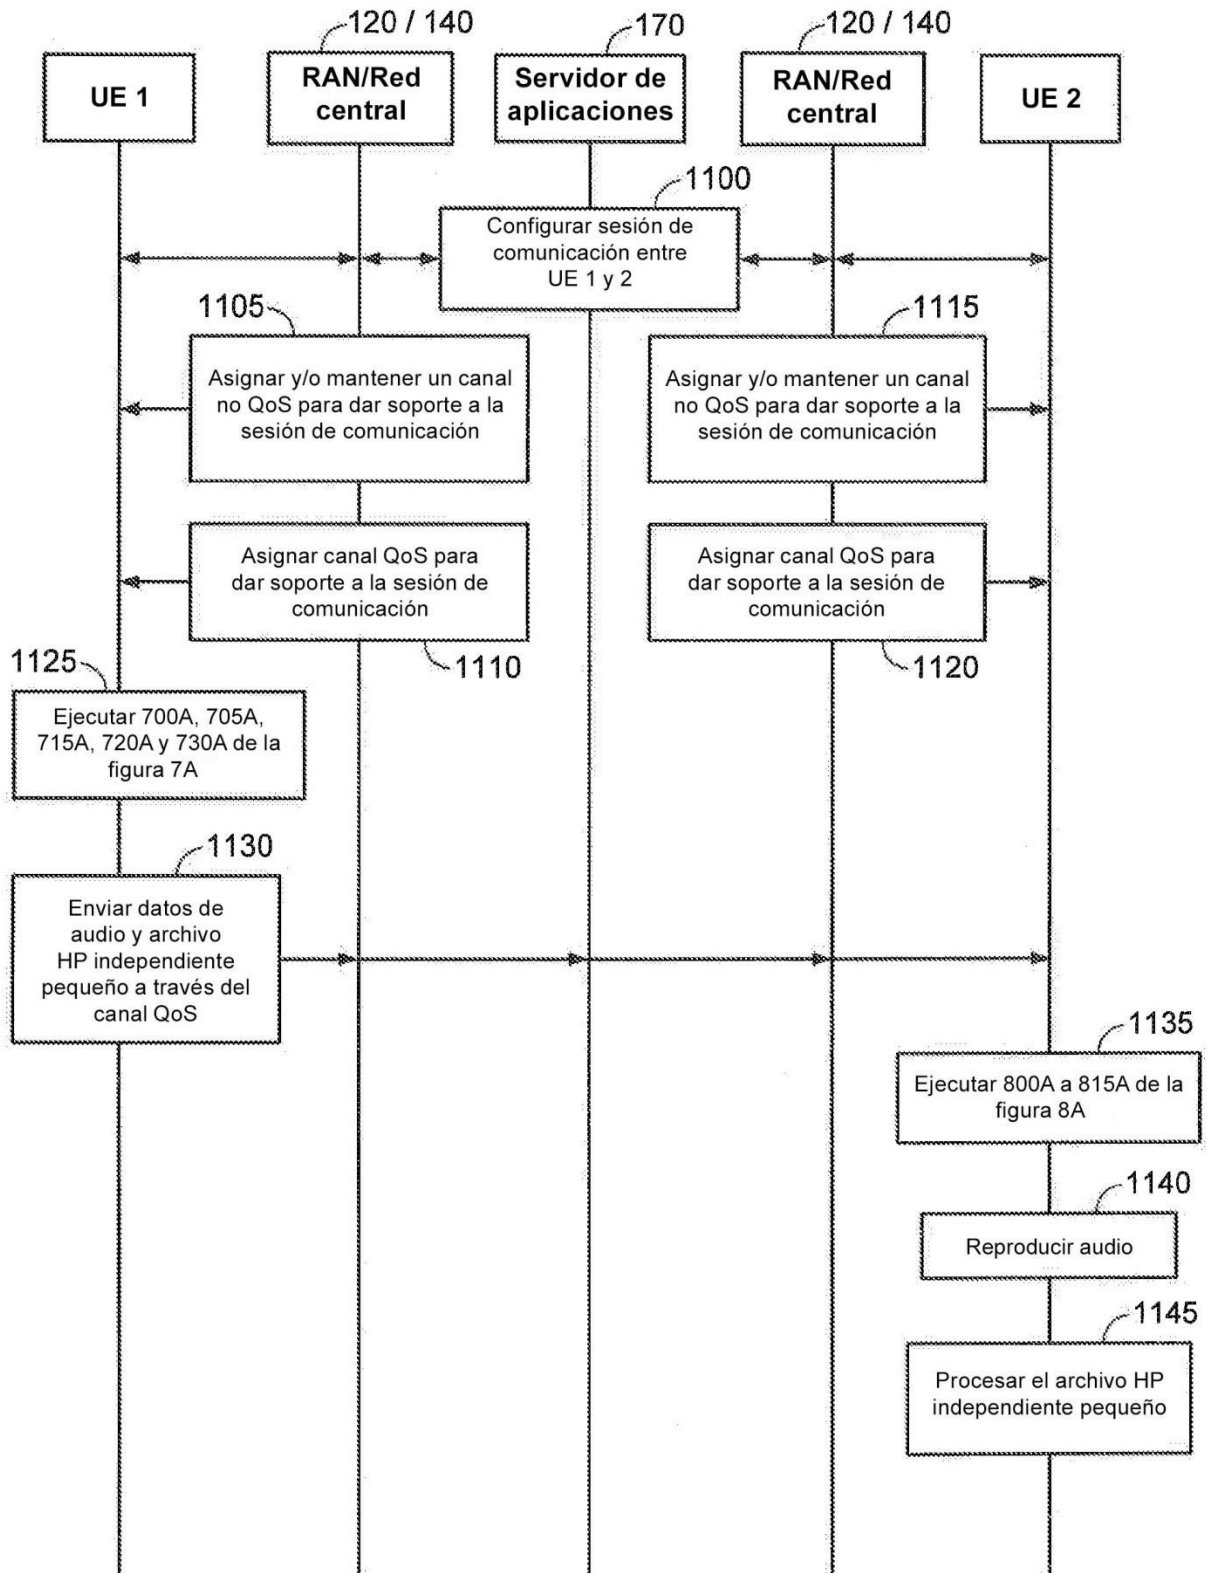 120 / 140
170
120 / 140
UE 1
RAN/Red
central
Servidor de
aplicaciones
RAN/Red
central
UE 2
1100
Configurar sesión de
comunicación entre
UE 1 y 2
1105
Asignar y/o mantener un canal
no QoS para dar soporte a la
sesión de comunicación
1115
Asignar y/o mantener un canal
no QoS para dar soporte a la
sesión de comunicación
Asignar canal QoS para
dar soporte a la sesión de
comunicación
1110
Asignar canal QoS para
dar soporte a la sesión de
comunicación
1120
1125
Ejecutar 700A, 705A,
715A, 720A y 730A de la
figura 7A
1130
Enviar datos de
audio y archivo
HP independiente
pequeño a través del
canal QoS
1135
Ejecutar 800A a 815A de la
figura 8A
1140
Reproducir audio
1145
Procesar el archivo HP
independiente pequeño